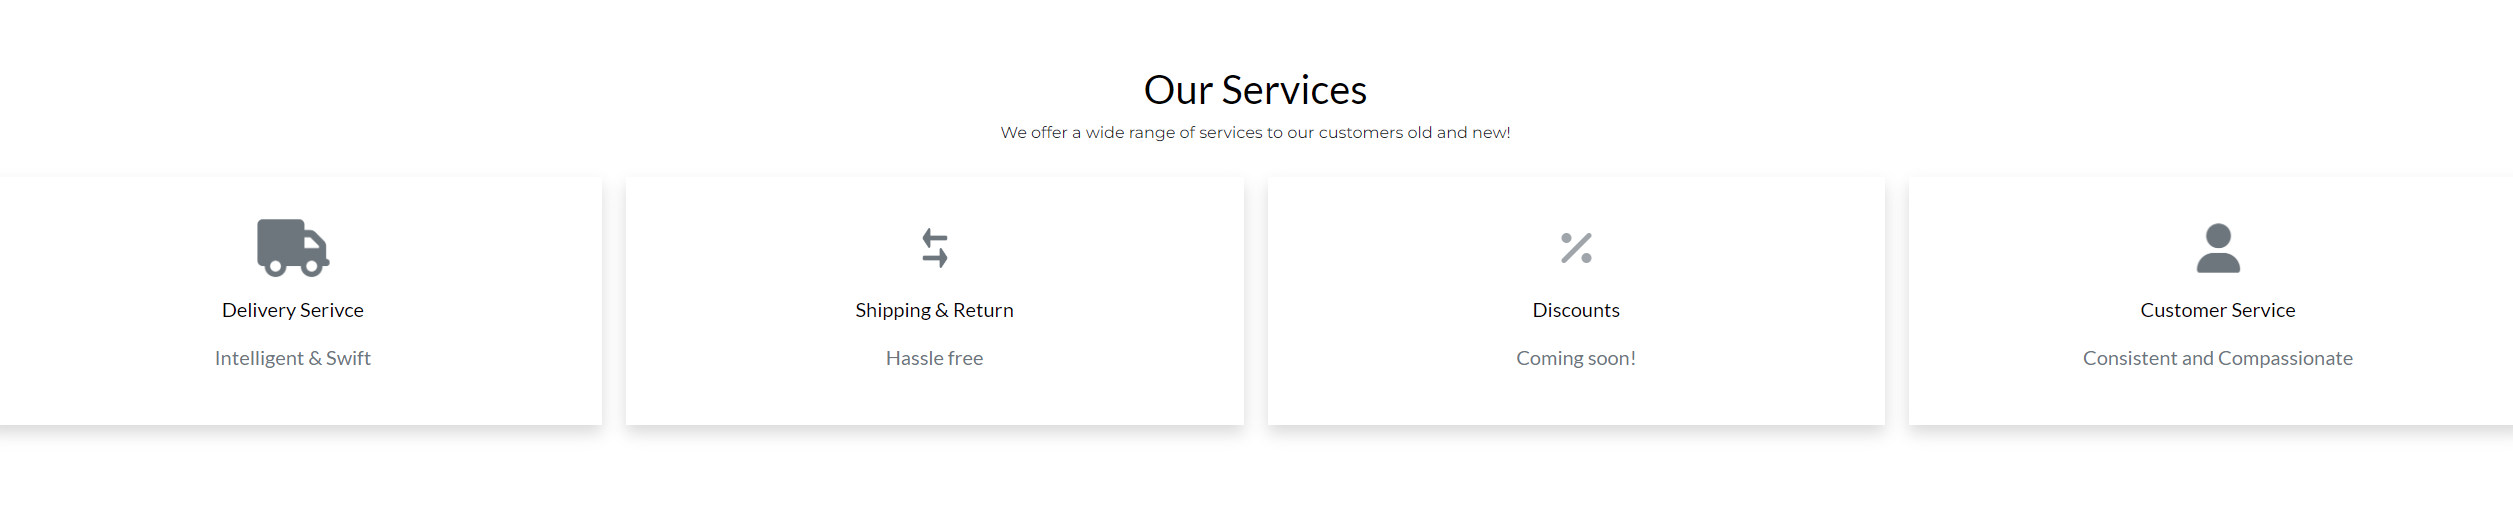 Our Services
We offer a wide range of services to our customers old and new!
Delivery Serivce
Intelligent & Swift
Shipping & Return
Hassle free
Discounts
Coming soon!
Customer Service
Consistent and Compassionate